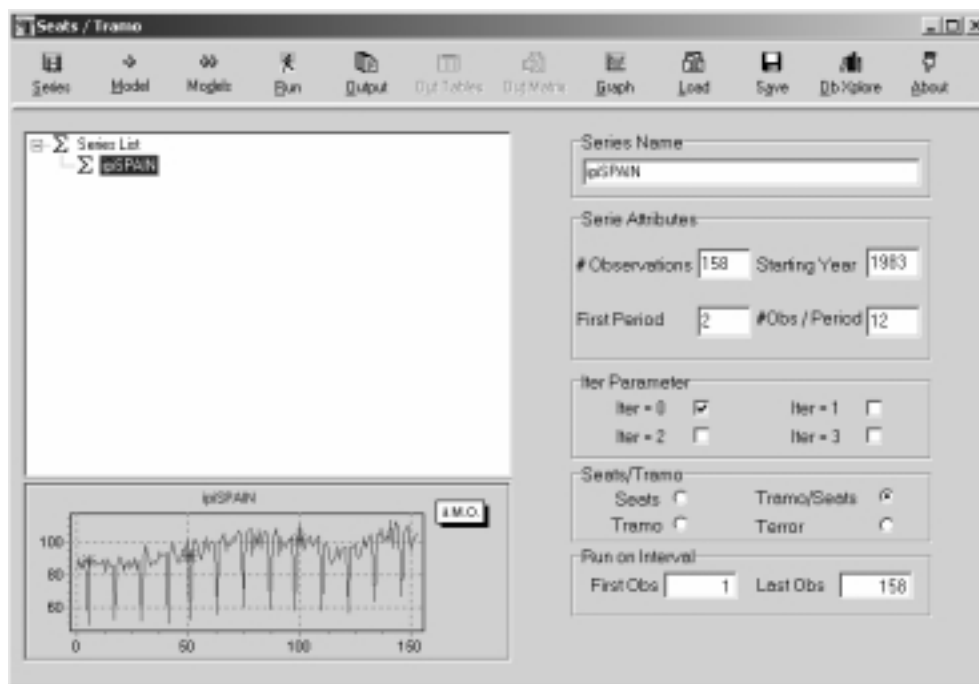 Seats / Tramo
Series Model Models Run Output Out Tables Out Matrix Graph Load Save Db Xplore About
Series List
ipiSPAIN
Series Name
ipiSPAIN
Serie Attributes
# Observations 158 Starting Year 1983
First Period 2 #Obs / Period 12
Iter Parameter
Iter = 0 Iter = 1
Iter = 2 Iter = 3
Seats/Tramo
Seats Tramo/Seats
Tramo Terror
Run on Interval
First Obs 1 Last Obs 158
ipiSPAIN
100
80
60
0 50 100 150